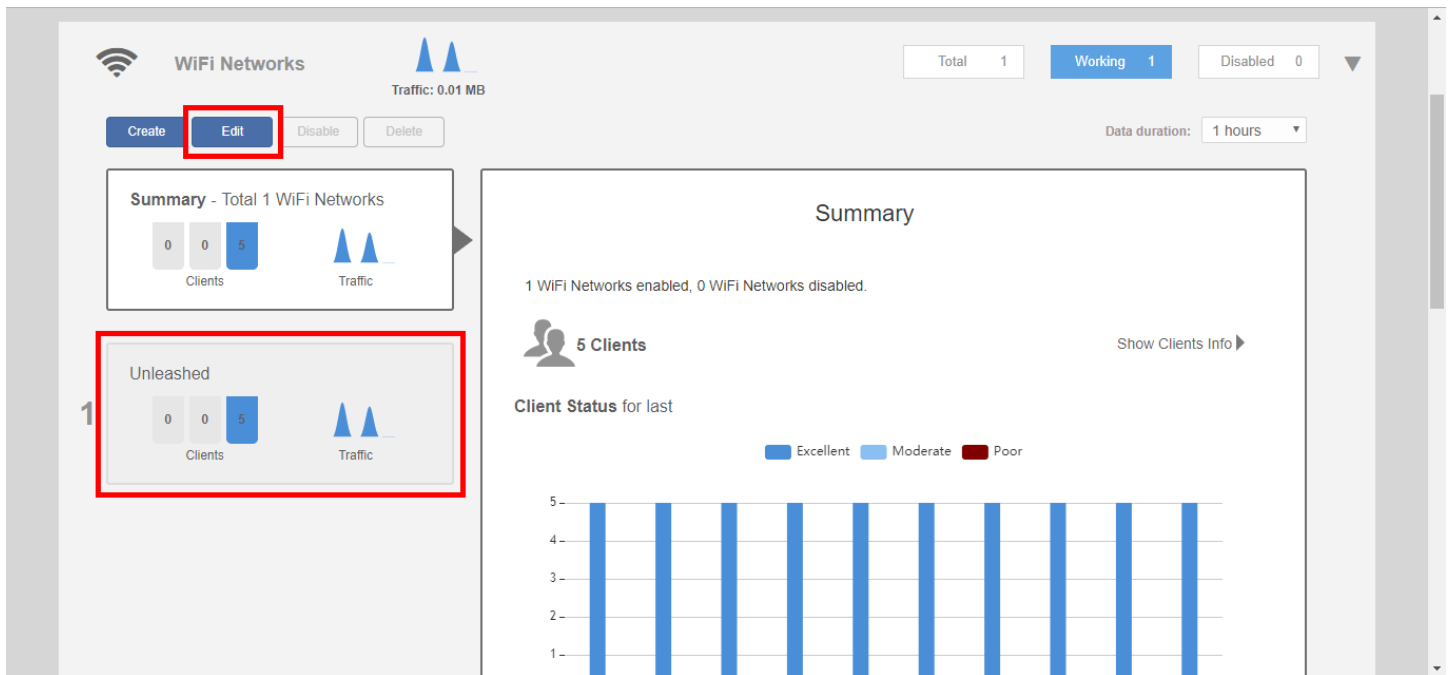 WiFi Networks
Traffic: 0.01 MB
Total 1
Working 1
Disabled 0
Create
Edit
Disable
Delete
Data duration: 1 hours
Summary - Total 1 WiFi Networks
0 0 5
Clients
Traffic
1
Unleashed
0 0 5
Clients
Traffic
Summary
1 WiFi Networks enabled, 0 WiFi Networks disabled.
5 Clients
Show Clients Info
Client Status for last
Excellent Moderate Poor
5
4
3
2
1